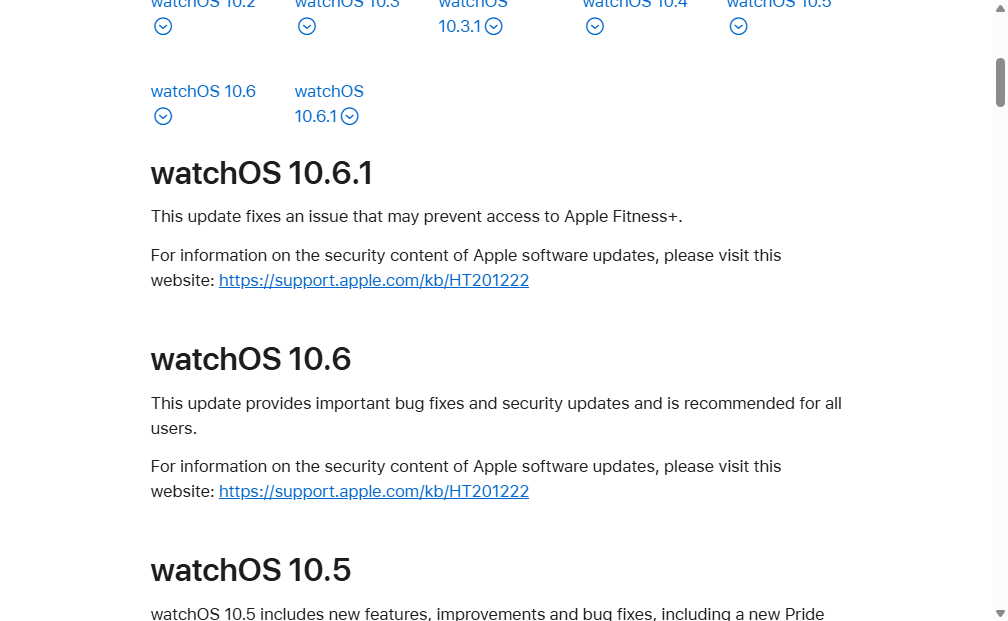 watchOS 10.2 watchOS 10.3 watchOS 10.3.1 watchOS 10.4 watchOS 10.5
watchOS 10.6 watchOS 10.6.1
watchOS 10.6.1
This update fixes an issue that may prevent access to Apple Fitness+.
For information on the security content of Apple software updates, please visit this
website: https://support.apple.com/kb/HT201222
watchOS 10.6
This update provides important bug fixes and security updates and is recommended for all
users.
For information on the security content of Apple software updates, please visit this
website: https://support.apple.com/kb/HT201222
watchOS 10.5
watchOS 10.5 includes new features, improvements and bug fixes, including a new Pride